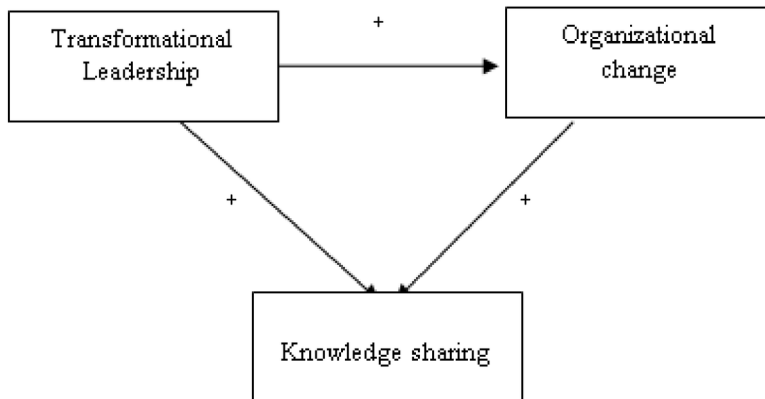 +
Transformational
Leadership
Organizational
change
+
+
Knowledge sharing